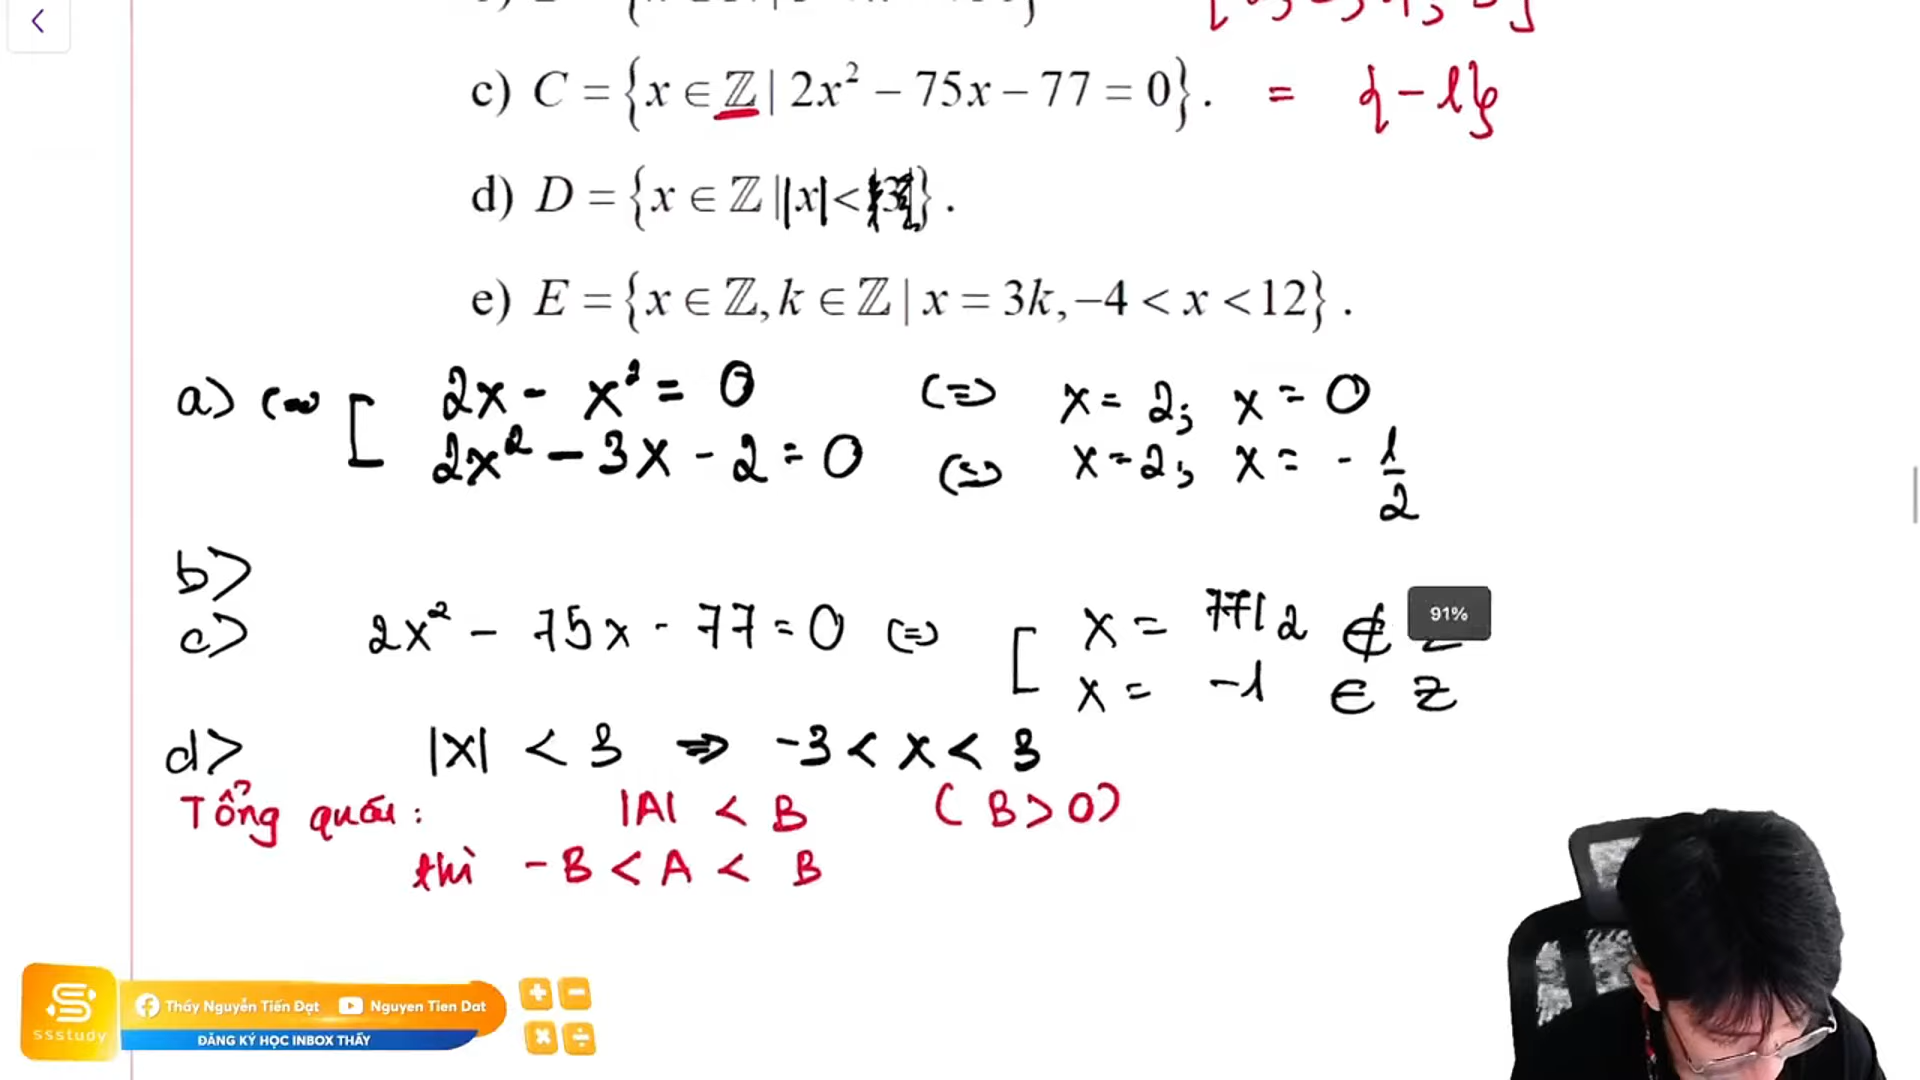 c) C = {x ∈ ℤ | 2x² − 75x − 77 = 0}. = {-1}
d) D = {x ∈ ℤ ||x| < 3}.
e) E = {x ∈ ℤ, k ∈ ℤ | x = 3k, −4 < x < 12}.
a) (=) [ 2x - x² = 0 (=) x = 2; x = 0
2x² - 3x - 2 = 0 (=) x = 2; x = -1/2
b)
c) 2x² - 75x - 77 = 0 (=) [ x = 77/2 ∉
91%
x = -1 ∈ Z
d) |x| < 3 ⇒ -3 < x < 3
Tổng quát: |A| < B (B > 0)
thì -B < A < B
ssstudy
Thầy Nguyễn Tiến Đạt Nguyen Tien Dat
ĐĂNG KÝ HỌC INBOX THẦY